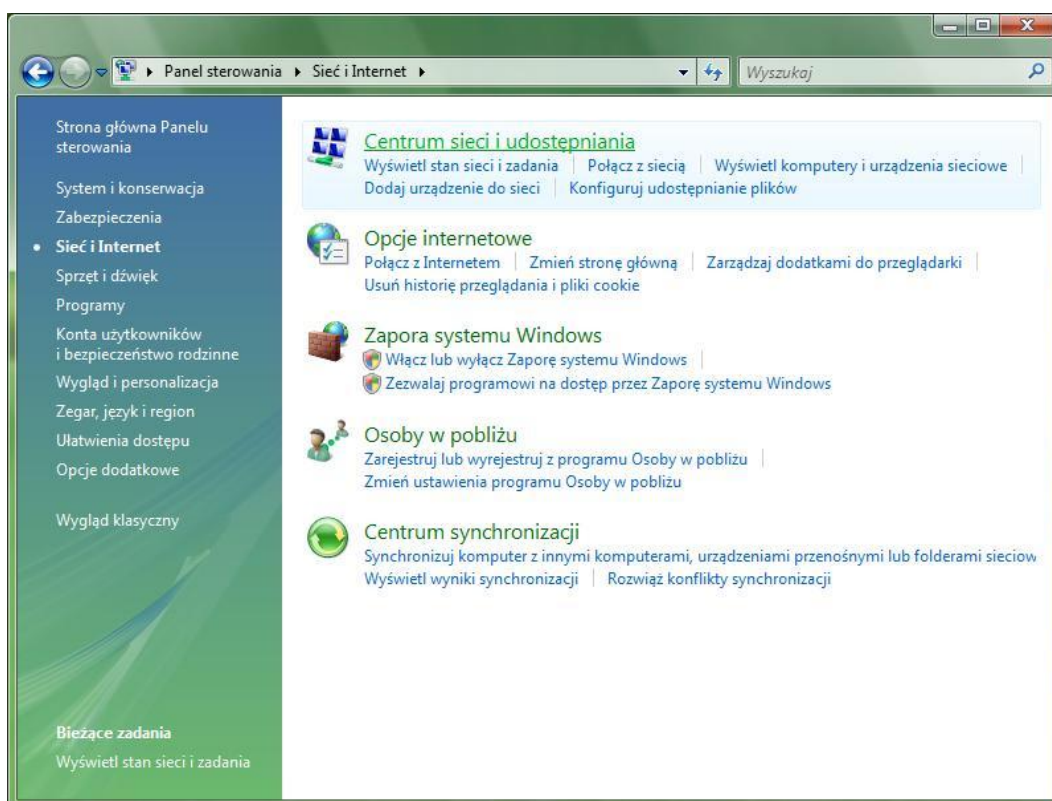 Panel sterowania Sieć i Internet Wyszukaj
Strona główna Panelu
sterowania
System i konserwacja
Zabezpieczenia
Sieć i Internet
Sprzęt i dźwięk
Programy
Konta użytkowników
i bezpieczeństwo rodzinne
Wygląd i personalizacja
Zegar, język i region
Ułatwienia dostępu
Opcje dodatkowe
Wygląd klasyczny
Bieżące zadania
Wyświetl stan sieci i zadania
Centrum sieci i udostępniania
Wyświetl stan sieci i zadania Połącz z siecią Wyświetl komputery i urządzenia sieciowe
Dodaj urządzenie do sieci Konfiguruj udostępnianie plików
Opcje internetowe
Połącz z Internetem Zmień stronę główną Zarządzaj dodatkami do przeglądarki
Usuń historię przeglądania i pliki cookie
Zapora systemu Windows
Włącz lub wyłącz Zaporę systemu Windows
Zezwalaj programowi na dostęp przez Zaporę systemu Windows
Osoby w pobliżu
Zarejestruj lub wyrejestruj z programu Osoby w pobliżu
Zmień ustawienia programu Osoby w pobliżu
Centrum synchronizacji
Synchronizuj komputer z innymi komputerami, urządzeniami przenośnymi lub folderami sieciow
Wyświetl wyniki synchronizacji Rozwiąż konflikty synchronizacji